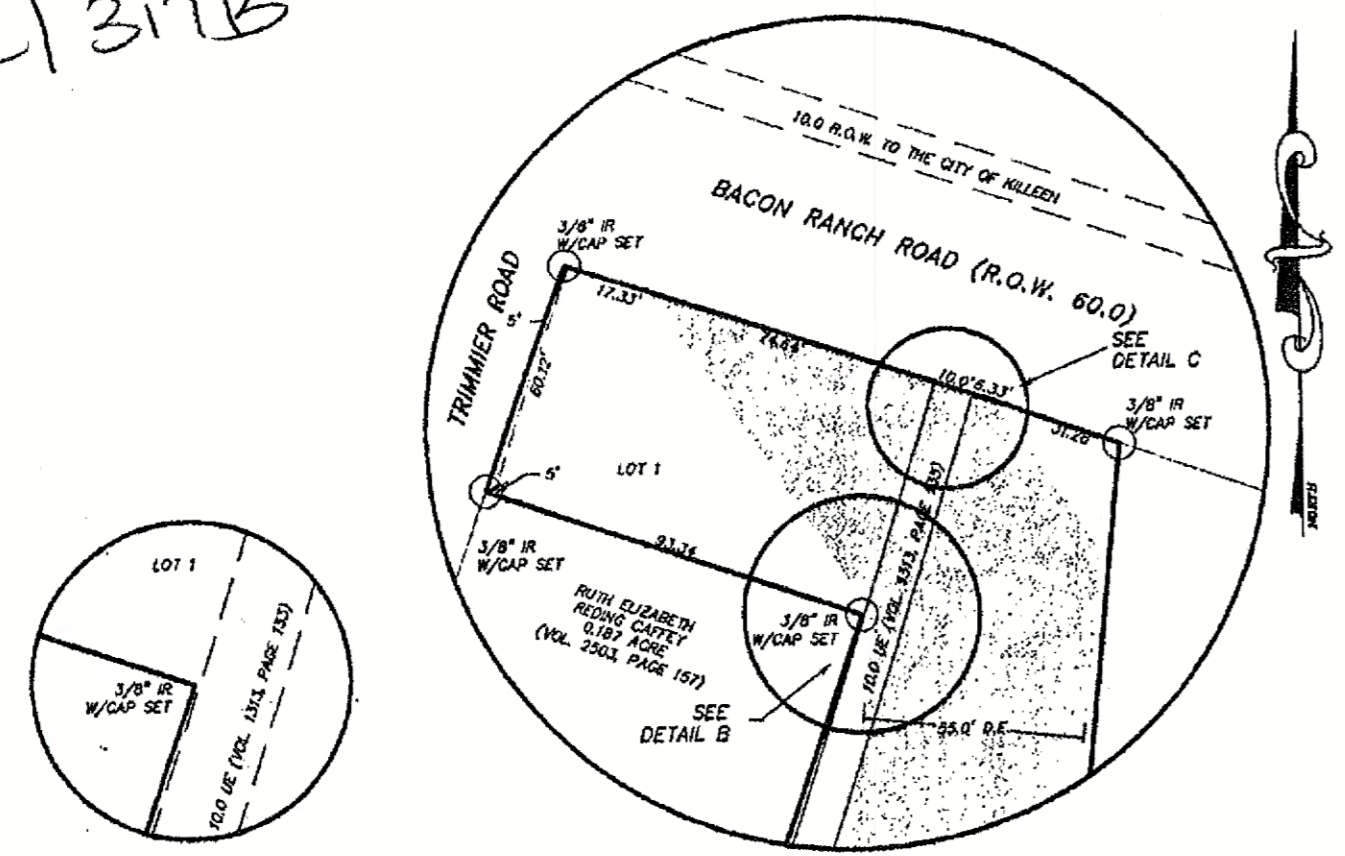 317B
10.0 R.O.W. TO THE CITY OF KILLEEN
BACON RANCH ROAD (R.O.W. 60.0)
3/8" IR
W/CAP SET
TRIMMIER ROAD
5'
17.33'
60.12'
10.0'
6.33'
SEE
DETAIL C
3/8" IR
W/CAP SET
31.28'
LOT 1
5'
3/8" IR
W/CAP SET
93.34
RUTH ELIZABETH
REDING CAFFEY
0.187 ACRE
(VOL. 2503, PAGE 157)
3/8" IR
W/CAP SET
10.0 UE (VOL. 1313, PAGE 133)
SEE
DETAIL B
55.0' D.E.
LOT 1
3/8" IR
W/CAP SET
10.0 UE (VOL. 1313, PAGE 133)